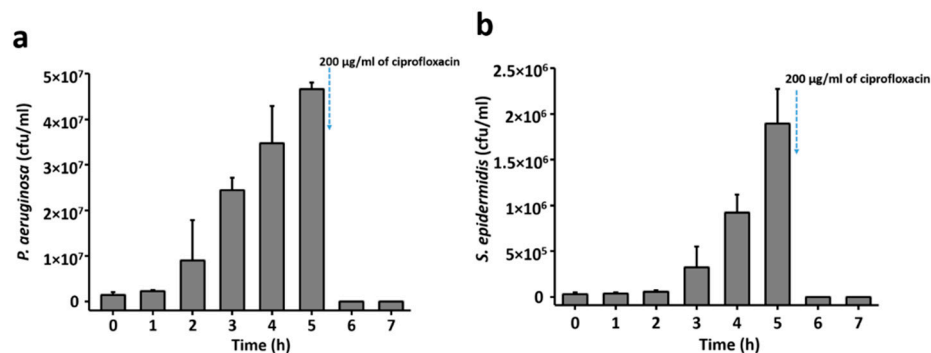 a
200 µg/ml of ciprofloxacin
P. aeruginosa (cfu/ml)
5×10⁷
4×10⁷
3×10⁷
2×10⁷
1×10⁷
0
0 1 2 3 4 5 6 7
Time (h)
b
200 µg/ml of ciprofloxacin
S. epidermidis (cfu/ml)
2.5×10⁶
2×10⁶
1.5×10⁶
1×10⁶
5×10⁵
0
0 1 2 3 4 5 6 7
Time (h)